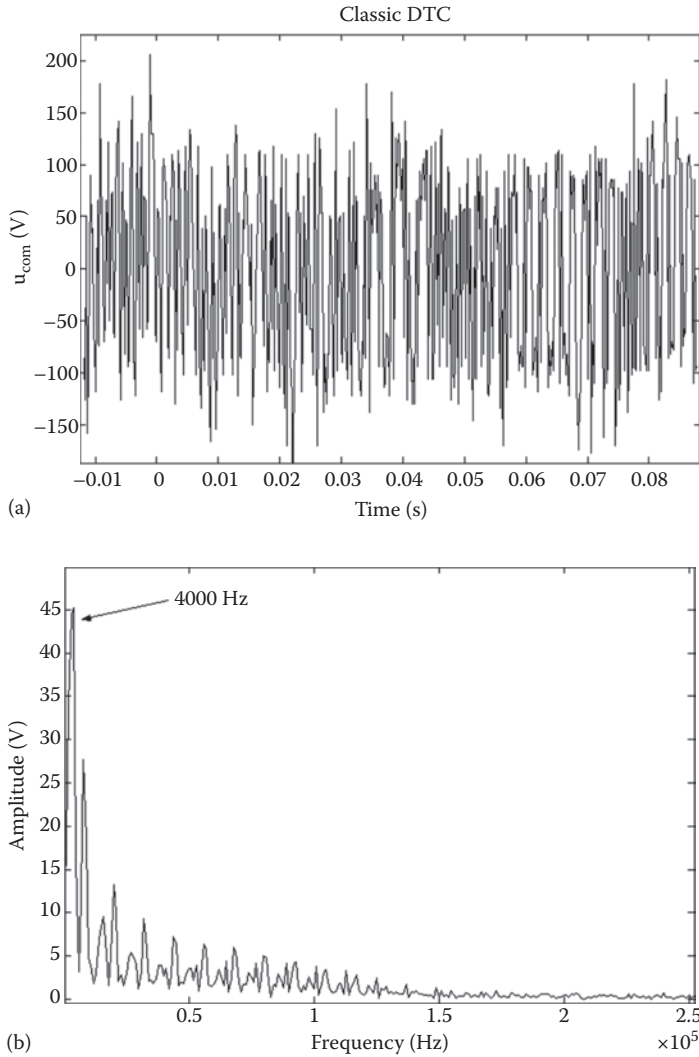 Classic DTC
200
150
100
50
0
−50
−100
−150
u_com (V)
−0.01 0 0.01 0.02 0.03 0.04 0.05 0.06 0.07 0.08
Time (s)
(a)
4000 Hz
45
40
35
30
25
20
15
10
5
0
Amplitude (V)
0.5 1 1.5 2 2.5
×10^5
Frequency (Hz)
(b)